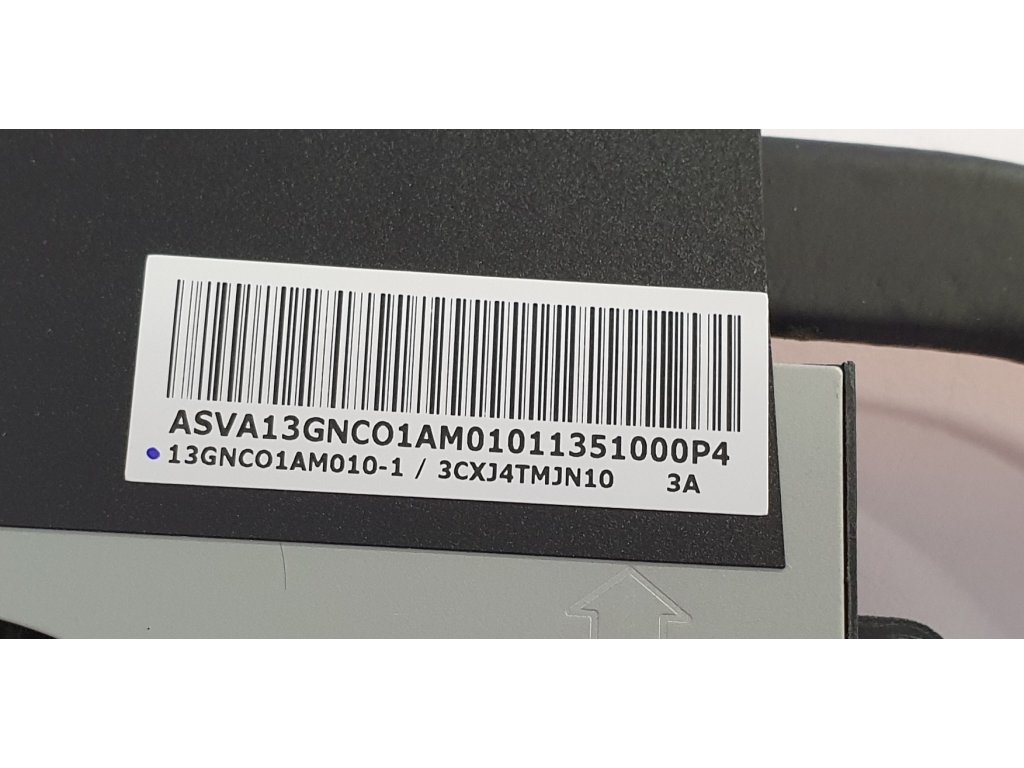 ASVA13GNCO1AM01011351000P4
13GNCO1AM010-1 / 3CXJ4TMJN10 3A